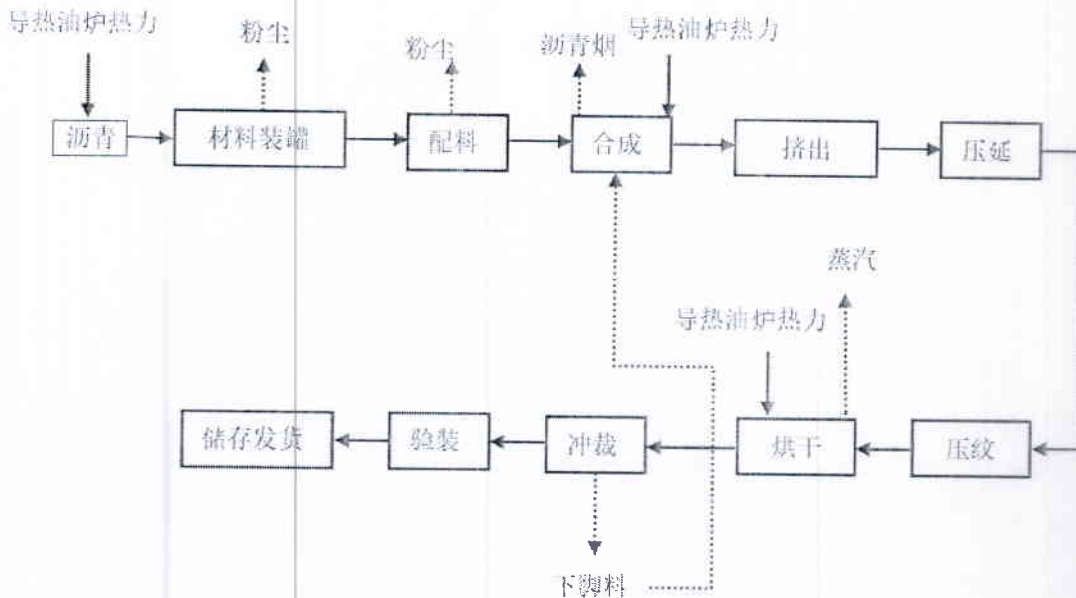 导热油炉热力
粉尘
粉尘
沥青烟
导热油炉热力
沥青
材料装罐
配料
合成
挤出
压延
蒸汽
导热油炉热力
储存发货
验装
冲裁
烘干
压纹
下脚料